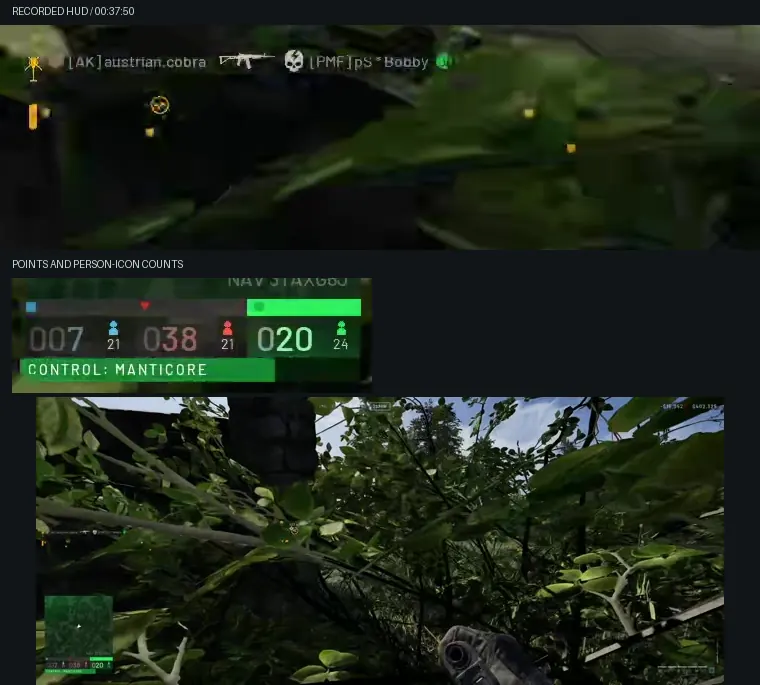 RECORDED HUD / 00:37:50
[AK]austrian.cobra [PMF]pS*Bobby
POINTS AND PERSON-ICON COUNTS
007 21 038 21 020 24
CONTROL: MANTICORE